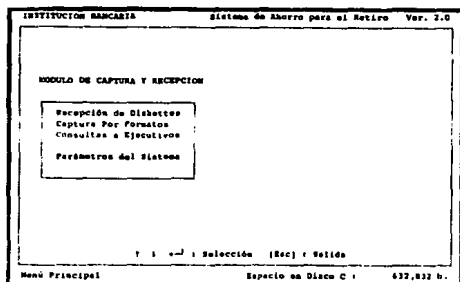 INSTITUCION BANCARIA Sistema de Ahorro para el Retiro Ver. 2.0
MODULO DE CAPTURA Y RECEPCION
Recepción de Diskettes
Captura Por Formatos
Consultas a Ejecutivos
Parámetros del Sistema
↑ ↓ ←┘ : Selección [Esc] : Salida
Menú Principal Espacio en Disco C : 632,832 b.